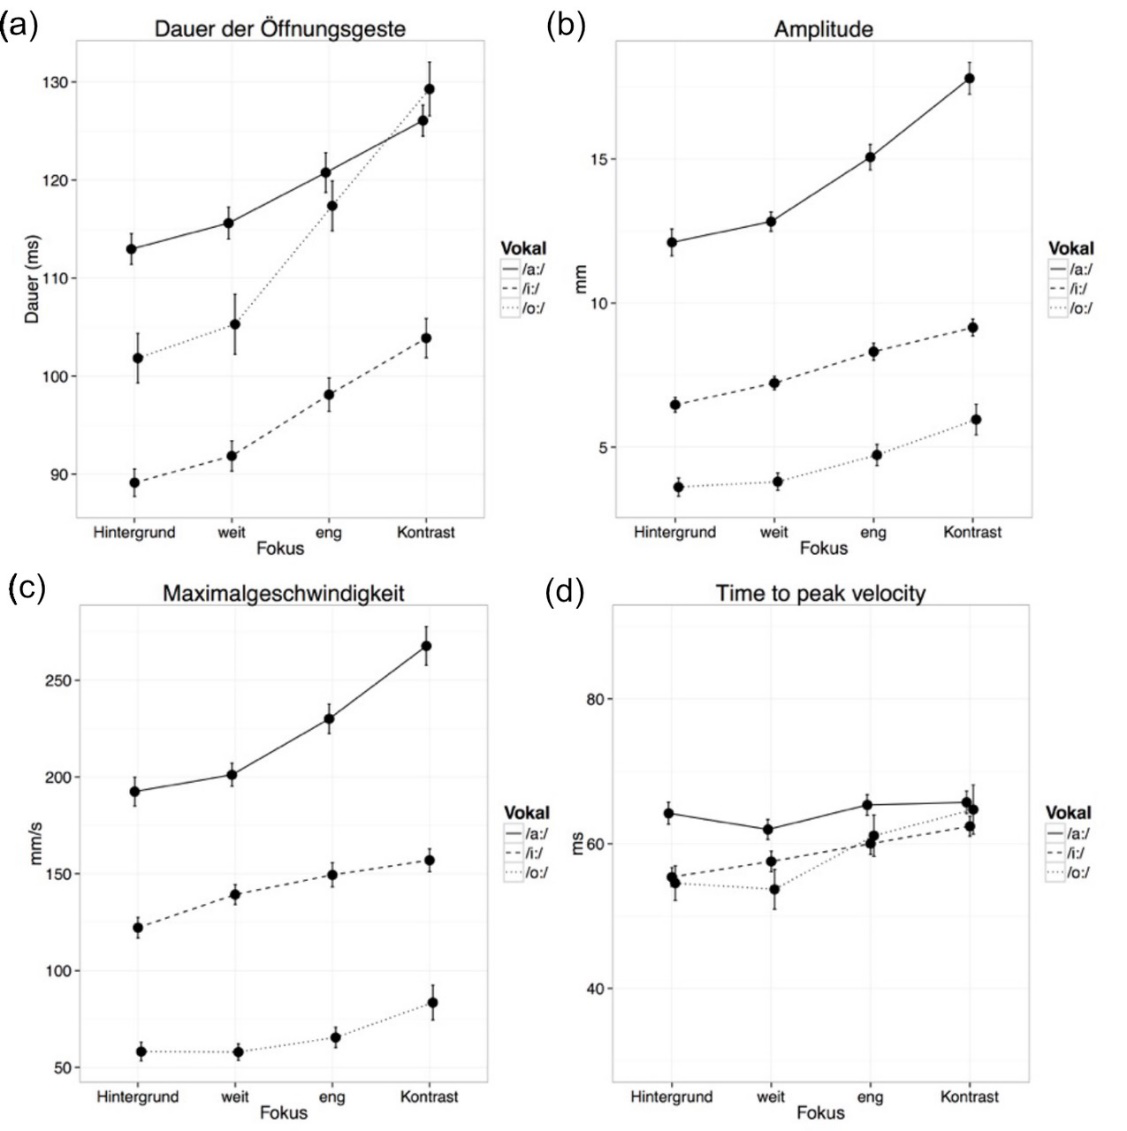 (a)
Dauer der Öffnungsgeste
Dauer (ms)
130
120
110
100
90
Hintergrund weit eng Kontrast
Fokus
Vokal
/a:/
/i:/
/o:/
(b)
Amplitude
mm
15
10
5
Hintergrund weit eng Kontrast
Fokus
Vokal
/a:/
/i:/
/o:/
(c)
Maximalgeschwindigkeit
mm/s
250
200
150
100
50
Hintergrund weit eng Kontrast
Fokus
Vokal
/a:/
/i:/
/o:/
(d)
Time to peak velocity
ms
80
60
40
Hintergrund weit eng Kontrast
Fokus
Vokal
/a:/
/i:/
/o:/